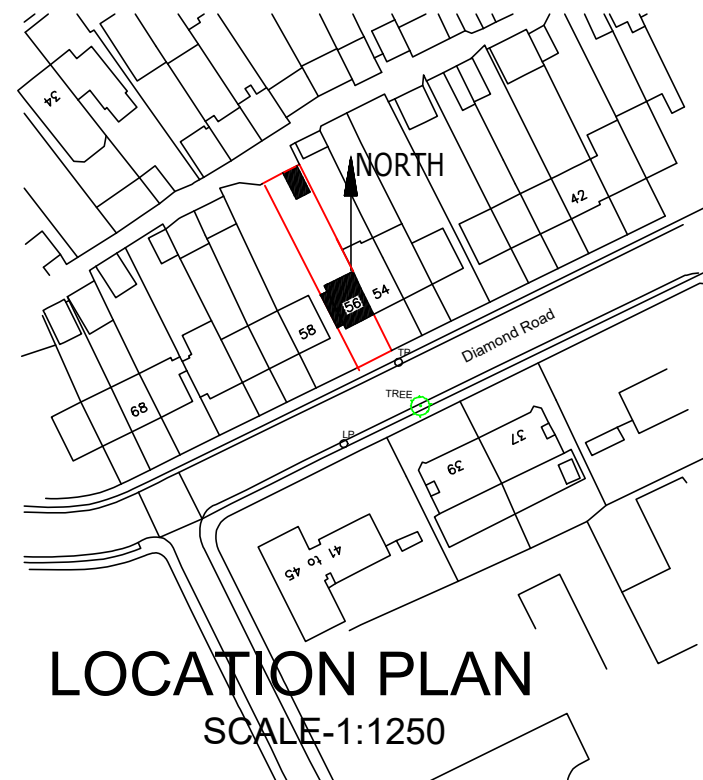 34
NORTH
42
54
56
58
Diamond Road
TP
TREE
68
LP
37
39
41 to 45
LOCATION PLAN
SCALE-1:1250